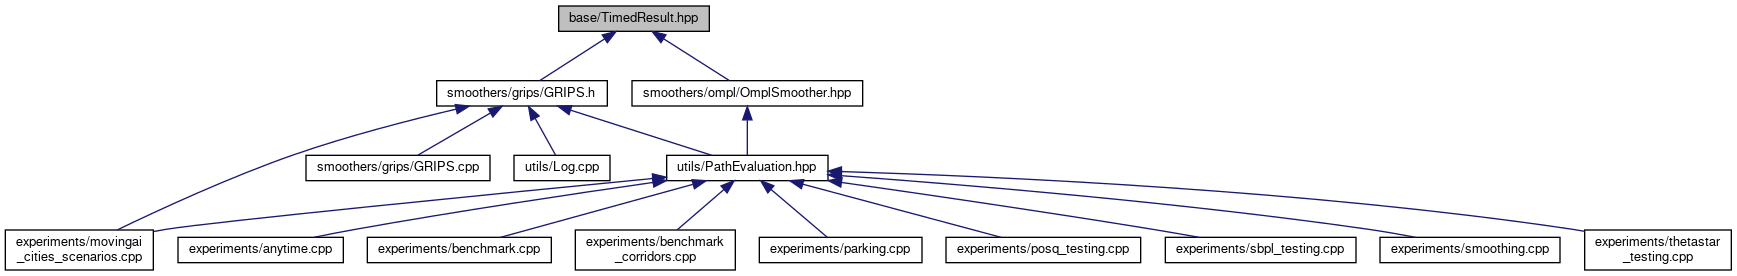 base/TimedResult.hpp
smoothers/grips/GRIPS.h
smoothers/ompl/OmplSmoother.hpp
smoothers/grips/GRIPS.cpp
utils/Log.cpp
utils/PathEvaluation.hpp
experiments/movingai
_cities_scenarios.cpp
experiments/anytime.cpp
experiments/benchmark.cpp
experiments/benchmark
_corridors.cpp
experiments/parking.cpp
experiments/posq_testing.cpp
experiments/sbpl_testing.cpp
experiments/smoothing.cpp
experiments/thetastar
_testing.cpp